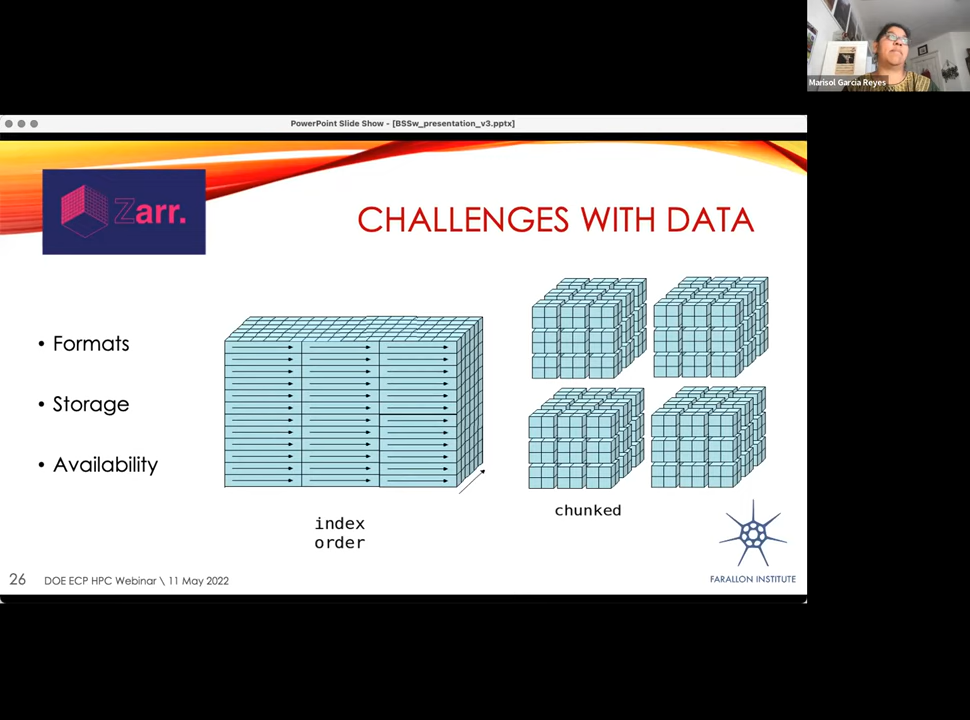 Marisol García Reyes
PowerPoint Slide Show - [BSSw_presentation_v3.pptx]
Zarr.
CHALLENGES WITH DATA
• Formats
• Storage
• Availability
index
order
chunked
FARALLON INSTITUTE
26 DOE ECP HPC Webinar \ 11 May 2022